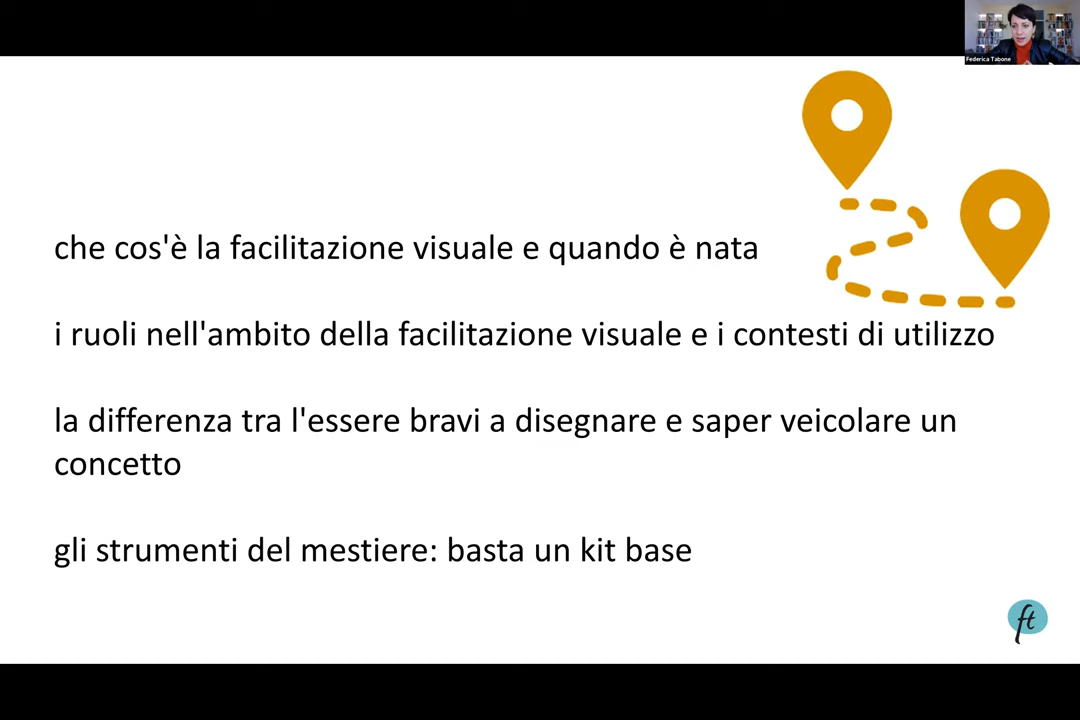 Federica Tabone
che cos'è la facilitazione visuale e quando è nata
i ruoli nell'ambito della facilitazione visuale e i contesti di utilizzo
la differenza tra l'essere bravi a disegnare e saper veicolare un
concetto
gli strumenti del mestiere: basta un kit base
ft